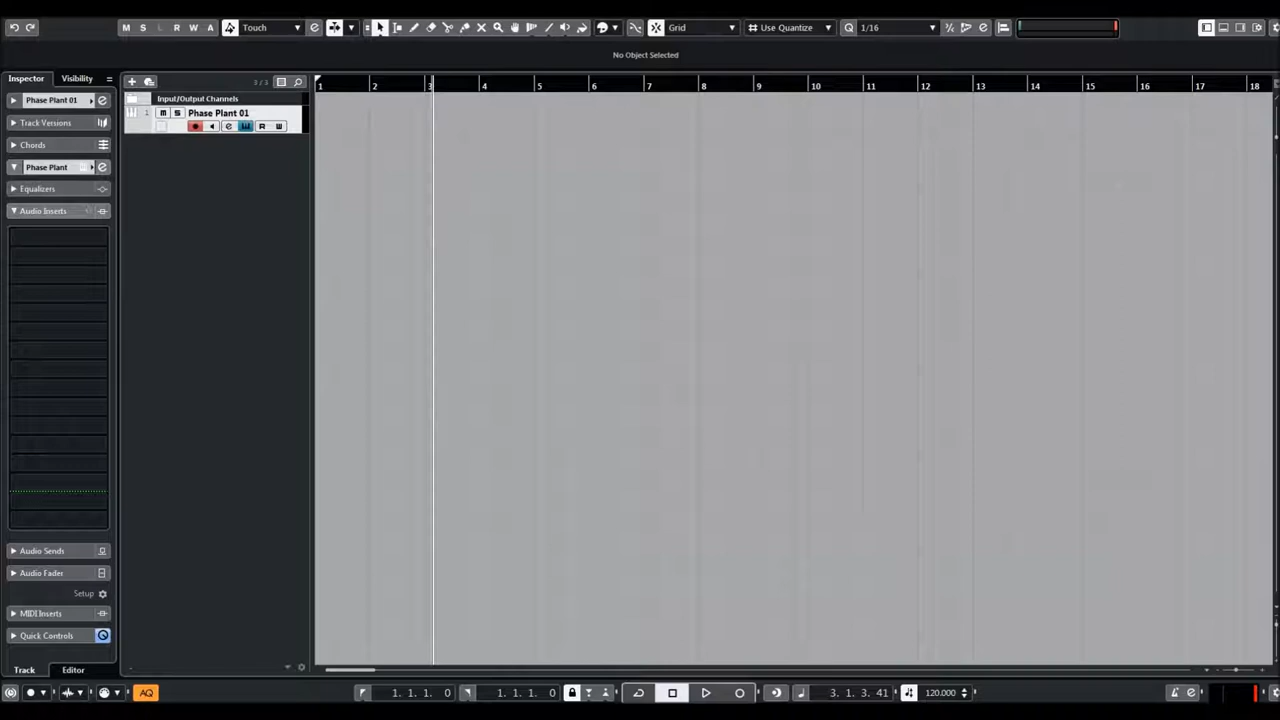 M S L R W A Touch Grid Use Quantize Q 1/16
No Object Selected
Inspector Visibility 3 / 3 1 2 3 4 5 6 7 8 9 10 11 12 13 14 15 16 17 18
Phase Plant 01 Input/Output Channels
1 m S Phase Plant 01
Track Versions e R W
Chords
Phase Plant
Equalizers
Audio Inserts
Audio Sends
Audio Fader
Setup
MIDI Inserts
Quick Controls
Track Editor
AQ 1. 1. 1. 0 1. 1. 1. 0 3. 1. 3. 41 120.000